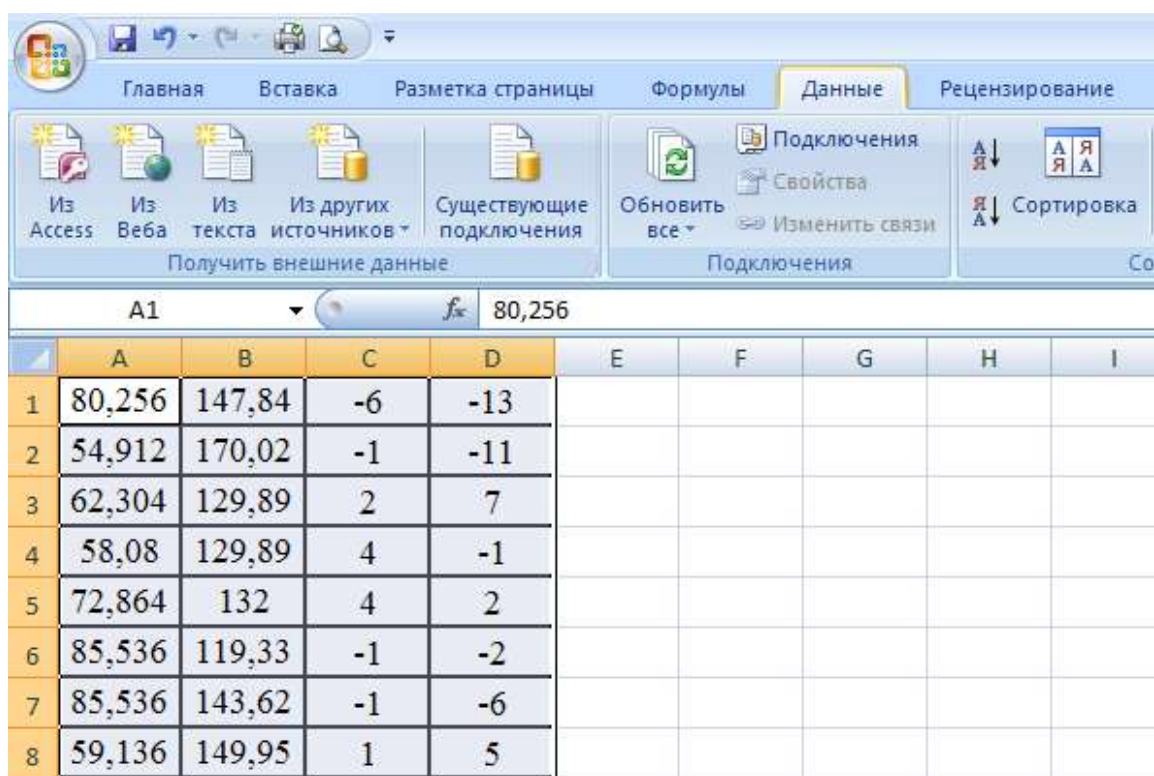 Главная Вставка Разметка страницы Формулы Данные Рецензирование
Из Access
Из Веба
Из текста
Из других источников
Существующие подключения
Обновить все
Подключения
Свойства
Изменить связи
А Я
Я А
А Я
Я А
Сортировка
Получить внешние данные
Подключения
Со
A1 fx 80,256
A B C D E F G H I
1 80,256 147,84 -6 -13
2 54,912 170,02 -1 -11
3 62,304 129,89 2 7
4 58,08 129,89 4 -1
5 72,864 132 4 2
6 85,536 119,33 -1 -2
7 85,536 143,62 -1 -6
8 59,136 149,95 1 5